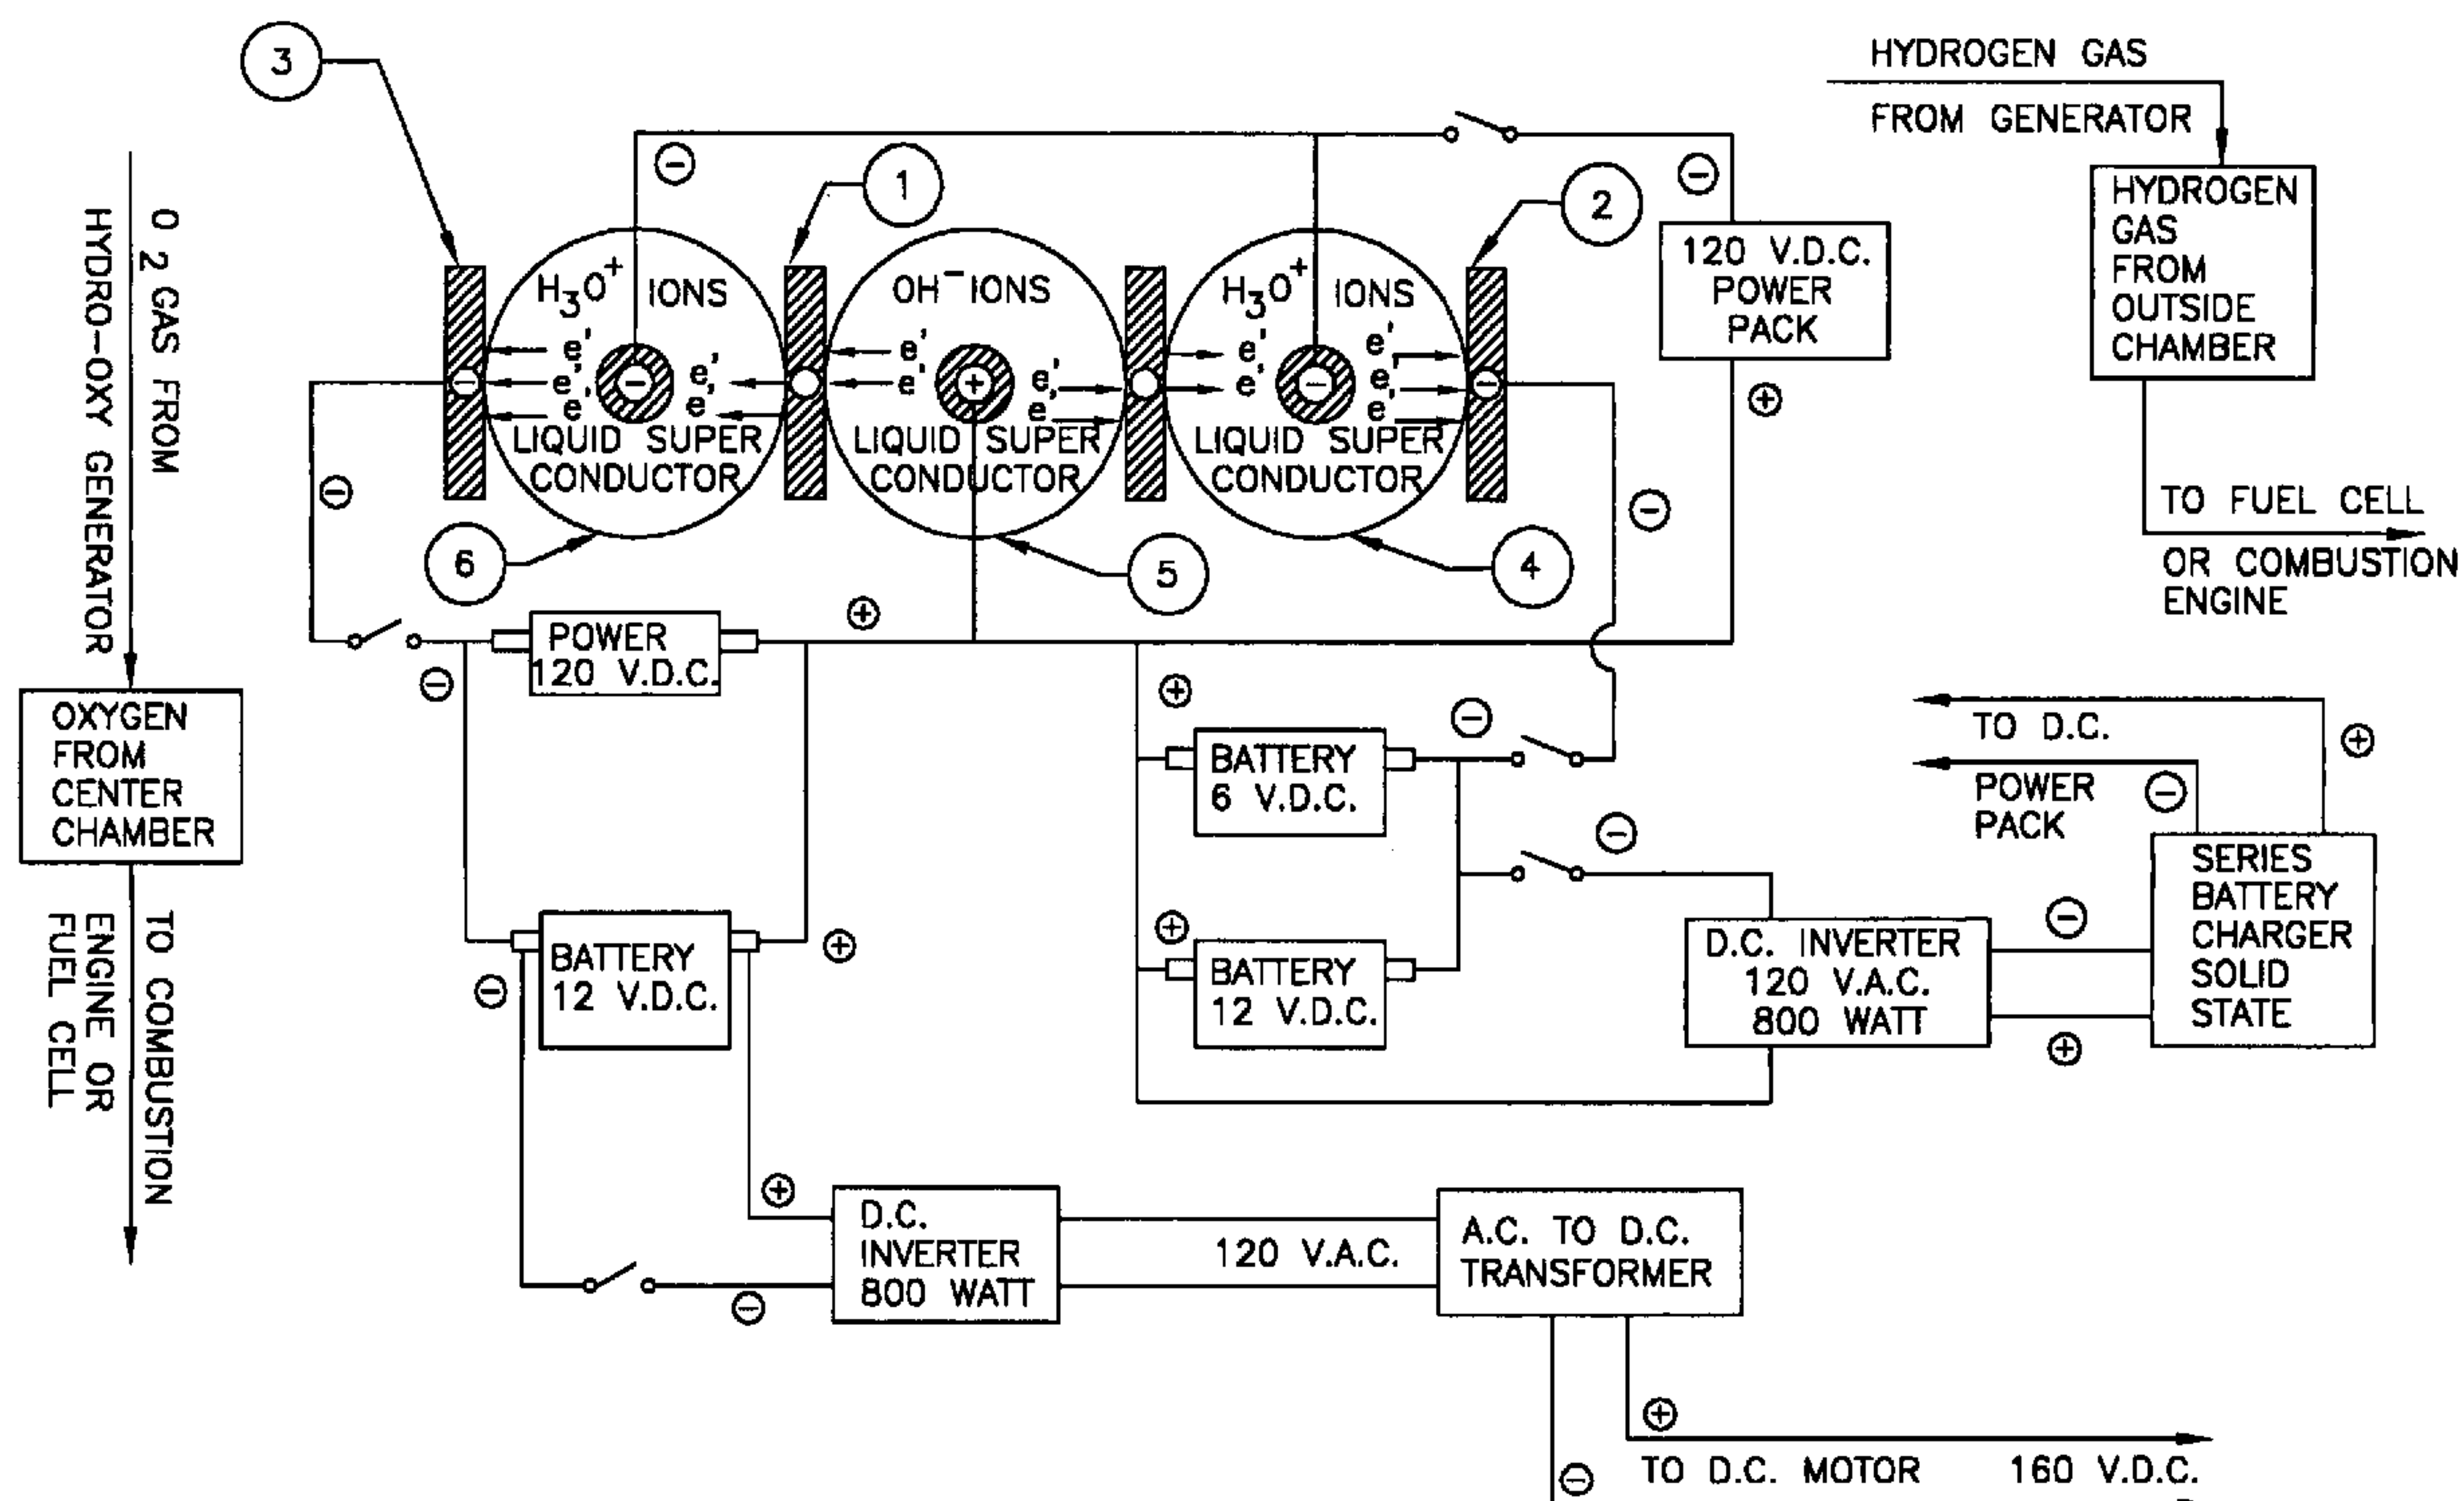 3
HYDROGEN GAS
FROM GENERATOR
HYDROGEN
GAS
FROM
OUTSIDE
CHAMBER
TO FUEL CELL
OR COMBUSTION
ENGINE
⊖
1
⊖
2
120 V.D.C.
POWER
PACK
⊕
O 2 GAS FROM
HYDRO-OXY GENERATOR
H3O+ IONS
e'
e'
e'
−
e'
e'
LIQUID SUPER
CONDUCTOR
OH− IONS
e'
e'
+
e'
e'
LIQUID SUPER
CONDUCTOR
H3O+ IONS
e'
e'
−
e'
e'
e'
LIQUID SUPER
CONDUCTOR
−
−
⊖
⊖
6
5
4
POWER
120 V.D.C.
⊕
⊖
OXYGEN
FROM
CENTER
CHAMBER
TO COMBUSTION
ENGINE OR
FUEL CELL
⊕
BATTERY
6 V.D.C.
⊖
⊖
⊕
BATTERY
12 V.D.C.
TO D.C.
POWER
PACK
⊕
⊖
BATTERY
12 V.D.C.
⊕
⊖
D.C. INVERTER
120 V.A.C.
800 WATT
⊖
⊕
SERIES
BATTERY
CHARGER
SOLID
STATE
⊕
⊖
D.C.
INVERTER
800 WATT
120 V.A.C.
A.C. TO D.C.
TRANSFORMER
⊕
⊖
TO D.C. MOTOR 160 V.D.C.